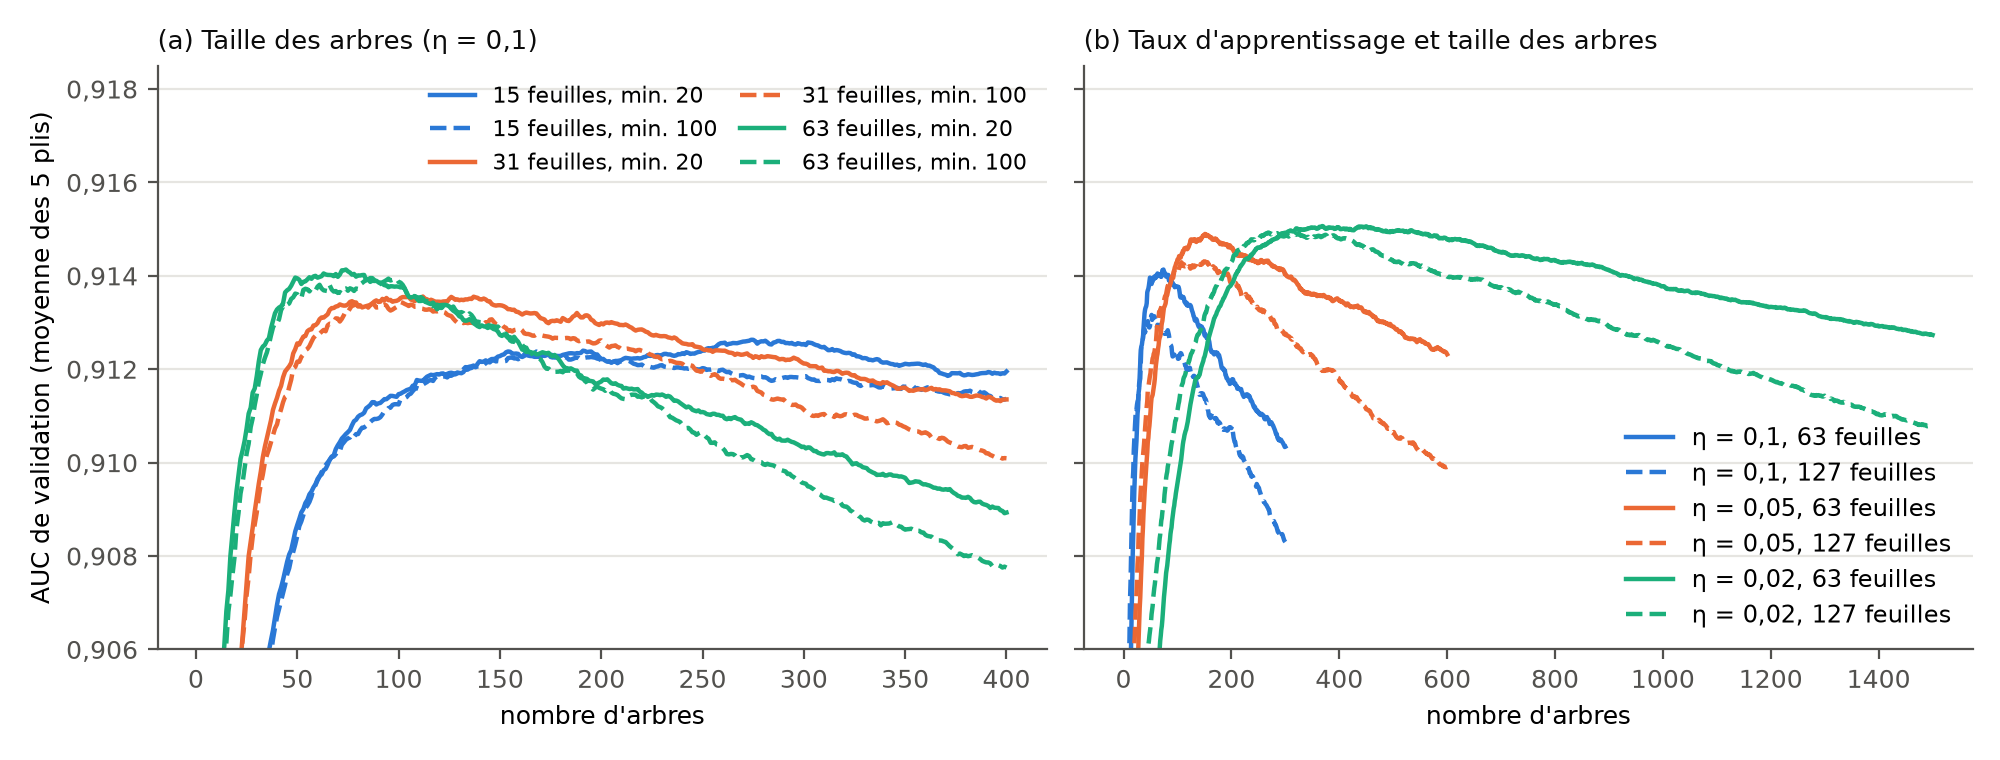 (a) Taille des arbres (η = 0,1)
AUC de validation (moyenne des 5 plis)
0,918
0,916
0,914
0,912
0,910
0,908
0,906
15 feuilles, min. 20
15 feuilles, min. 100
31 feuilles, min. 20
31 feuilles, min. 100
63 feuilles, min. 20
63 feuilles, min. 100
0 50 100 150 200 250 300 350 400
nombre d'arbres
(b) Taux d'apprentissage et taille des arbres
η = 0,1, 63 feuilles
η = 0,1, 127 feuilles
η = 0,05, 63 feuilles
η = 0,05, 127 feuilles
η = 0,02, 63 feuilles
η = 0,02, 127 feuilles
0 200 400 600 800 1000 1200 1400
nombre d'arbres